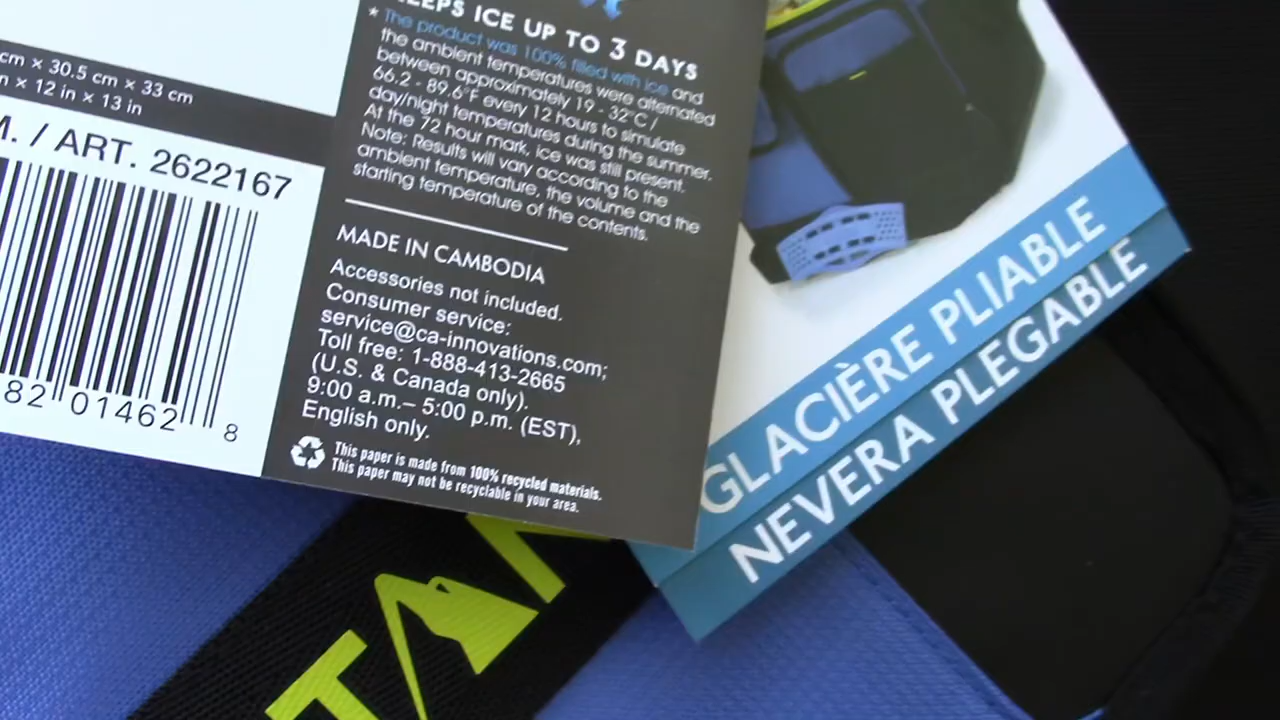 KEEPS ICE UP TO 3 DAYS
* The product was 100% filled with ice and
the ambient temperatures were alternated
between approximately 19 - 32°C /
66.2 - 89.6°F every 12 hours to simulate
day/night temperatures during the summer.
At the 72 hour mark, ice was still present.
Note: Results will vary according to the
ambient temperature, the volume and the
starting temperature of the contents.
MADE IN CAMBODIA
Accessories not included.
Consumer service:
service@ca-innovations.com;
Toll free: 1-888-413-2665
(U.S. & Canada only).
9:00 a.m.– 5:00 p.m. (EST),
English only.
This paper is made from 100% recycled materials.
This paper may not be recyclable in your area.
cm × 30.5 cm × 33 cm
× 12 in × 13 in
/ ART. 2622167
82 01462 8
GLACIÈRE PLIABLE
NEVERA PLEGABLE